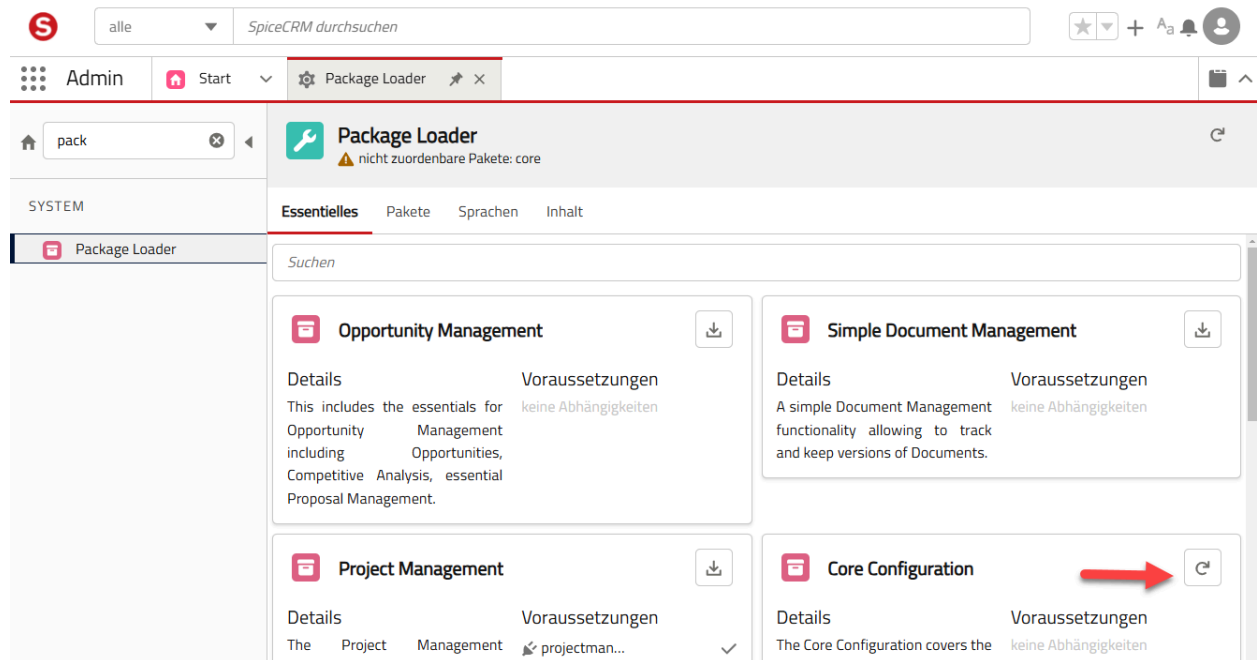 S
alle
SpiceCRM durchsuchen
Aa
Admin
Start
Package Loader
pack
Package Loader
nicht zuordenbare Pakete: core
SYSTEM
Package Loader
Essentielles
Pakete
Sprachen
Inhalt
Suchen
Opportunity Management
Details
This includes the essentials for
Opportunity Management
including Opportunities,
Competitive Analysis, essential
Proposal Management.
Voraussetzungen
keine Abhängigkeiten
Simple Document Management
Details
A simple Document Management
functionality allowing to track
and keep versions of Documents.
Voraussetzungen
keine Abhängigkeiten
Project Management
Details
The Project Management
Voraussetzungen
projectman...
Core Configuration
Details
The Core Configuration covers the
Voraussetzungen
keine Abhängigkeiten